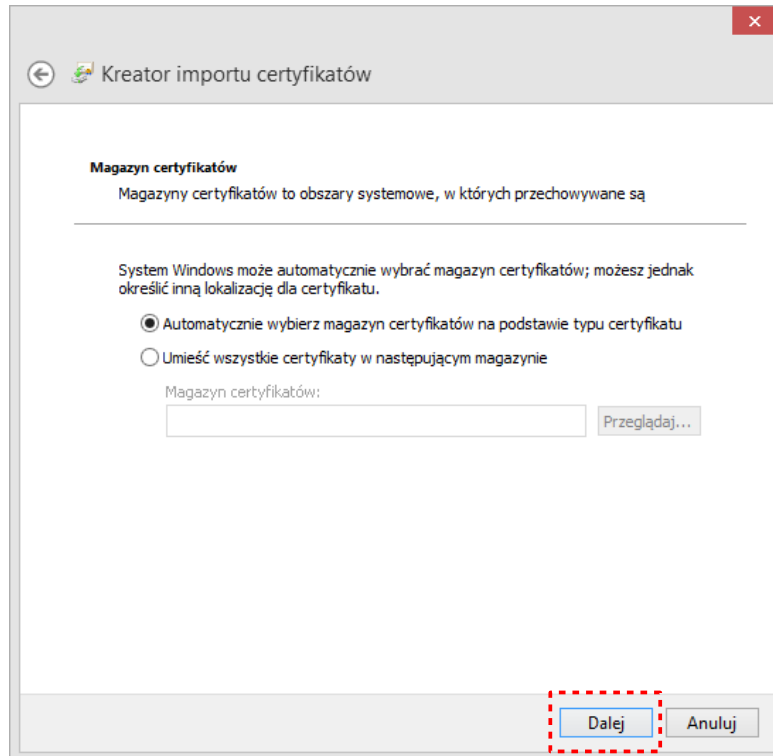 Kreator importu certyfikatów
Magazyn certyfikatów
Magazyny certyfikatów to obszary systemowe, w których przechowywane są
System Windows może automatycznie wybrać magazyn certyfikatów; możesz jednak
określić inną lokalizację dla certyfikatu.
Automatycznie wybierz magazyn certyfikatów na podstawie typu certyfikatu
Umieść wszystkie certyfikaty w następującym magazynie
Magazyn certyfikatów:
Przeglądaj...
Dalej Anuluj